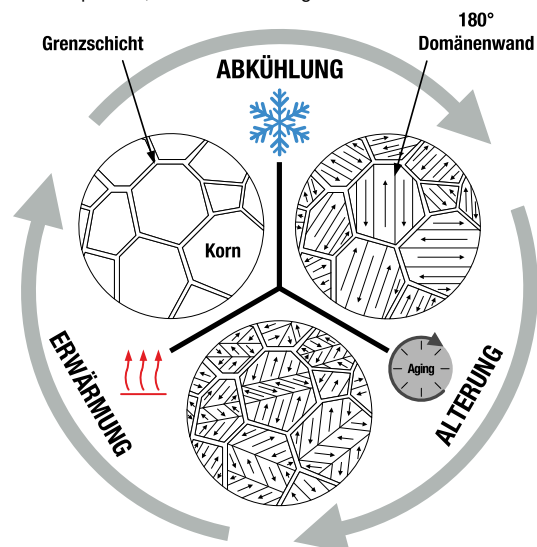 180°
Grenzschicht
Domänenwand
ABKÜHLUNG
Korn
Aging
ERWÄRMUNG
ALTERUNG